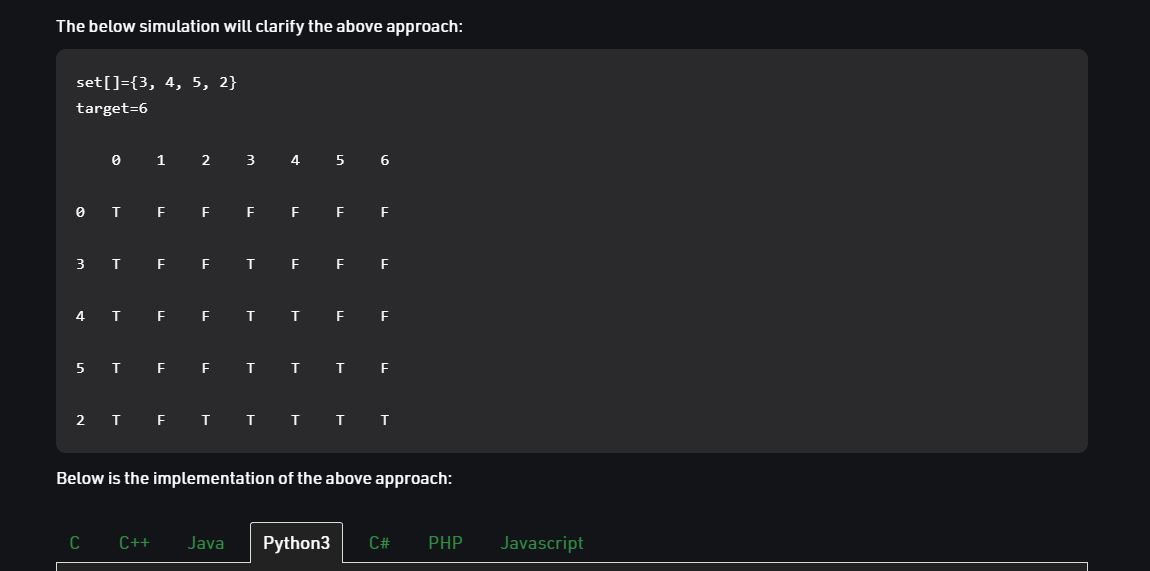 The below simulation will clarify the above approach:
set[]={3, 4, 5, 2}
target=6
0 1 2 3 4 5 6
0 T F F F F F F
3 T F F T F F F
4 T F F T T F F
5 T F F T T T F
2 T F T T T T T
Below is the implementation of the above approach:
C C++ Java Python3 C# PHP Javascript